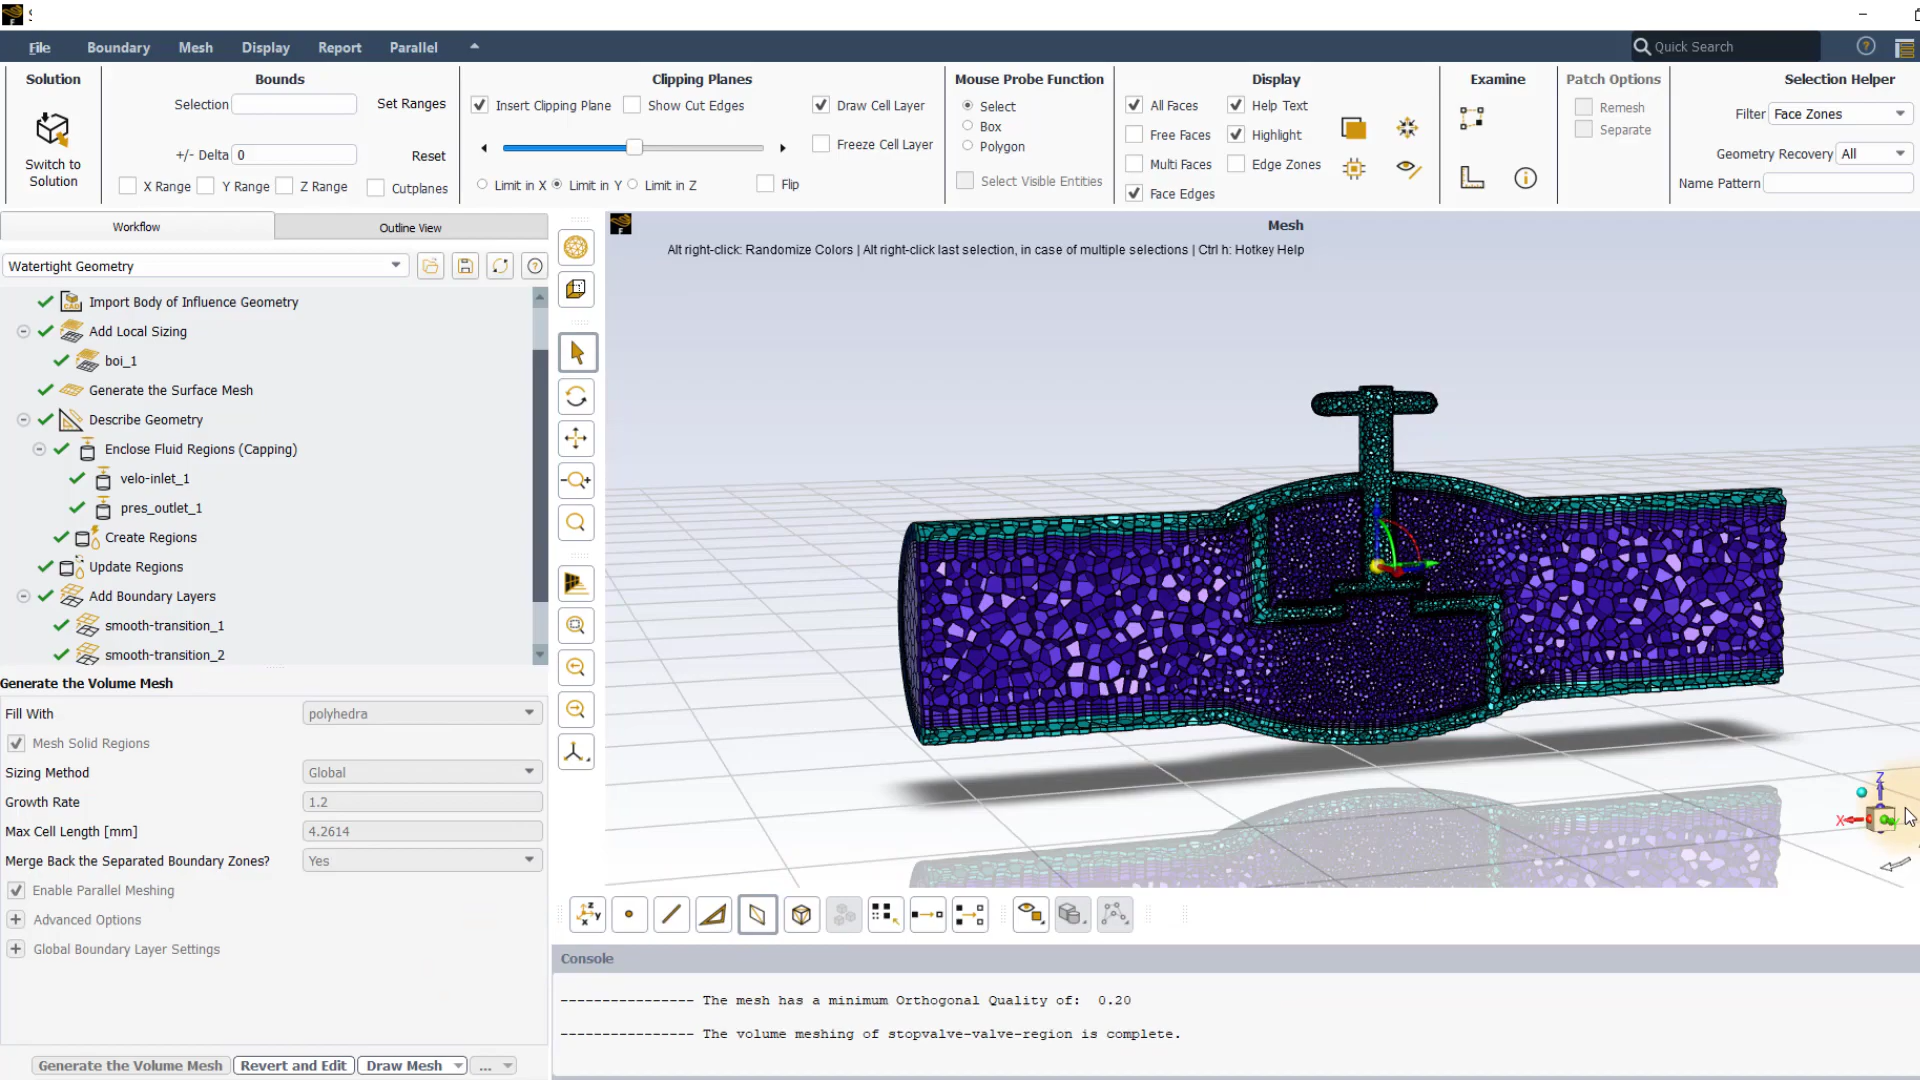 File
Boundary
Mesh
Display
Report
Parallel
Quick Search
Solution
Switch to
Solution
Bounds
Selection
Set Ranges
+/- Delta 0
Reset
X Range
Y Range
Z Range
Cutplanes
Clipping Planes
Insert Clipping Plane
Show Cut Edges
Draw Cell Layer
Freeze Cell Layer
Limit in X
Limit in Y
Limit in Z
Flip
Mouse Probe Function
Select
Box
Polygon
Select Visible Entities
Display
All Faces
Help Text
Free Faces
Highlight
Multi Faces
Edge Zones
Face Edges
Examine
Patch Options
Remesh
Separate
Selection Helper
Filter Face Zones
Geometry Recovery All
Name Pattern
Workflow
Outline View
Watertight Geometry
Import Body of Influence Geometry
Add Local Sizing
boi_1
Generate the Surface Mesh
Describe Geometry
Enclose Fluid Regions (Capping)
velo-inlet_1
pres_outlet_1
Create Regions
Update Regions
Add Boundary Layers
smooth-transition_1
smooth-transition_2
Generate the Volume Mesh
Fill With polyhedra
Mesh Solid Regions
Sizing Method Global
Growth Rate 1.2
Max Cell Length [mm] 4.2614
Merge Back the Separated Boundary Zones? Yes
Enable Parallel Meshing
Advanced Options
Global Boundary Layer Settings
Generate the Volume Mesh
Revert and Edit
Draw Mesh
...
Mesh
Alt right-click: Randomize Colors | Alt right-click last selection, in case of multiple selections | Ctrl h: Hotkey Help
Z
X
Console
---------------- The mesh has a minimum Orthogonal Quality of: 0.20
---------------- The volume meshing of stopvalve-valve-region is complete.